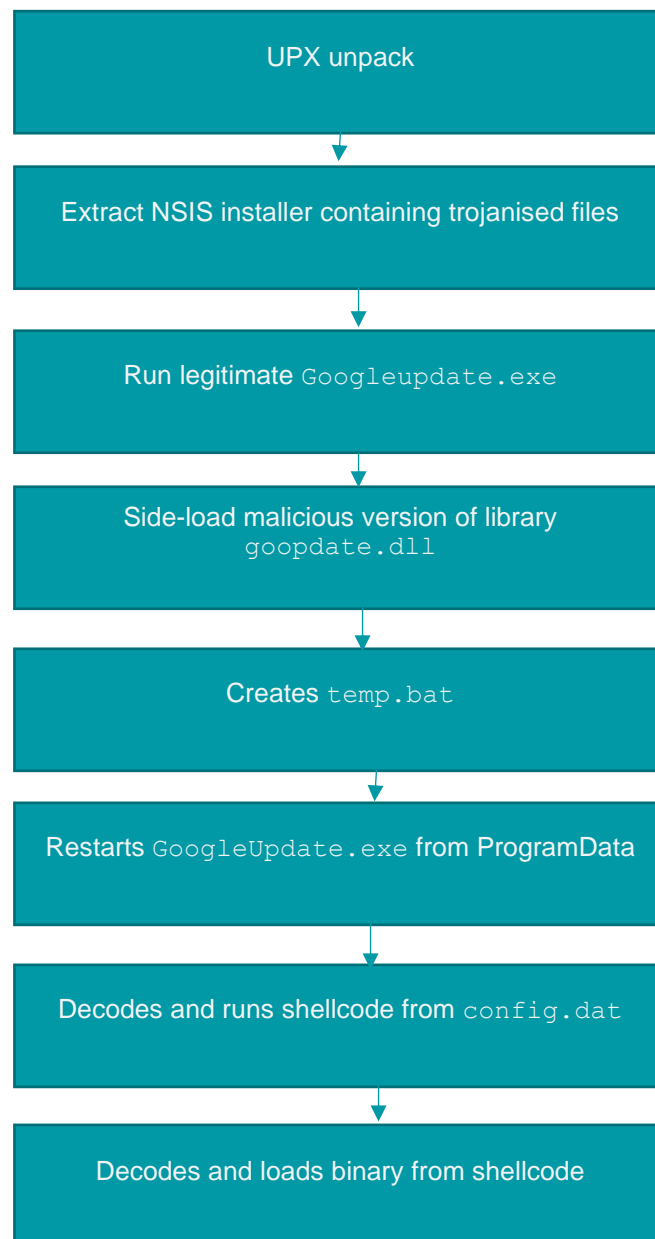 UPX unpack
Extract NSIS installer containing trojanised files
Run legitimate Googleupdate.exe
Side-load malicious version of library
goopdate.dll
Creates temp.bat
Restarts GoogleUpdate.exe from ProgramData
Decodes and runs shellcode from config.dat
Decodes and loads binary from shellcode